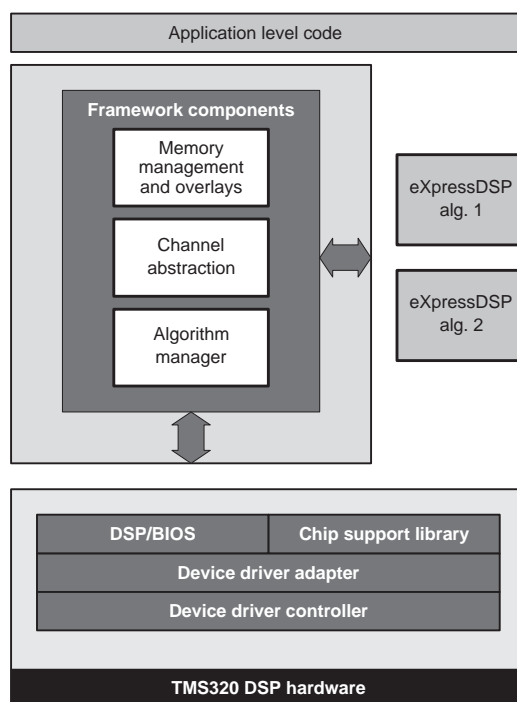 Application level code
Framework components
Memory
management
and overlays
Channel
abstraction
Algorithm
manager
eXpressDSP
alg. 1
eXpressDSP
alg. 2
DSP/BIOS
Chip support library
Device driver adapter
Device driver controller
TMS320 DSP hardware